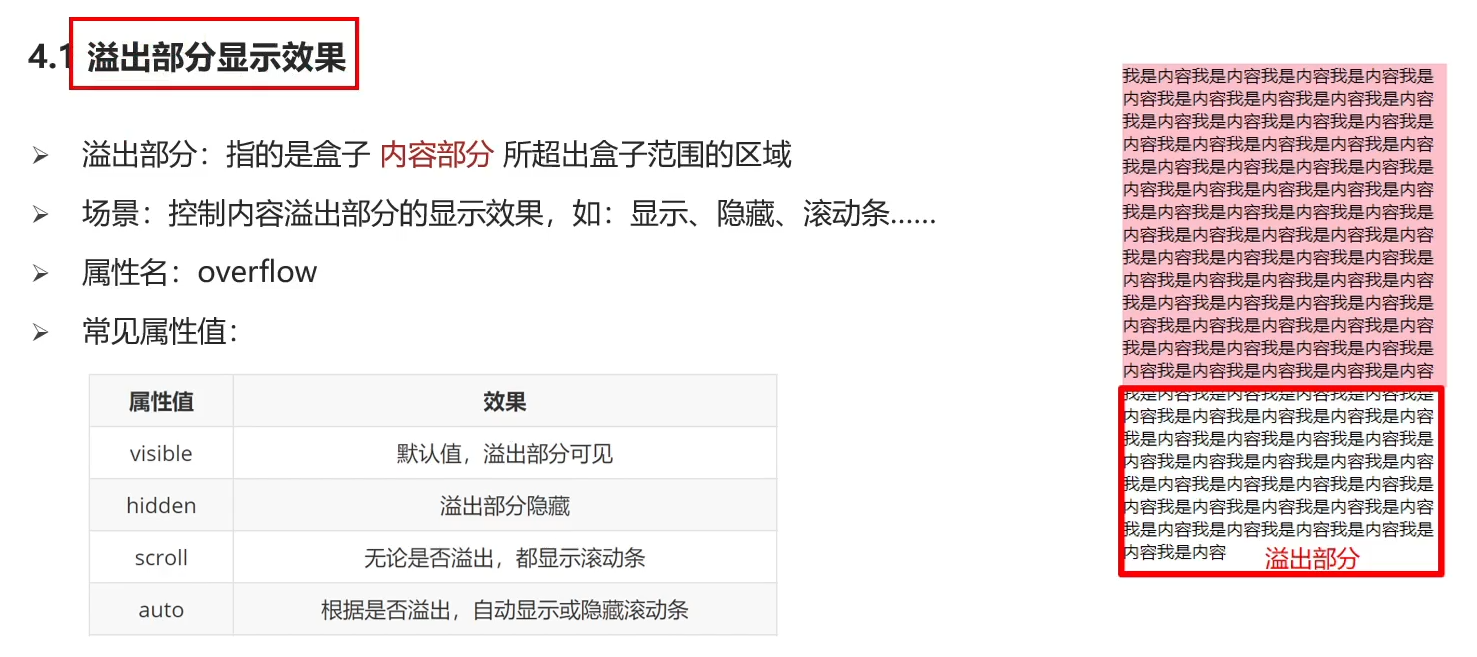 4.1 溢出部分显示效果
➢ 溢出部分：指的是盒子 内容部分 所超出盒子范围的区域
➢ 场景：控制内容溢出部分的显示效果，如：显示、隐藏、滚动条……
➢ 属性名：overflow
➢ 常见属性值：
属性值 效果
visible 默认值，溢出部分可见
hidden 溢出部分隐藏
scroll 无论是否溢出，都显示滚动条
auto 根据是否溢出，自动显示或隐藏滚动条
我是内容我是内容我是内容我是内容我是
内容我是内容我是内容我是内容我是内容
我是内容我是内容我是内容我是内容我是
内容我是内容我是内容我是内容我是内容
我是内容我是内容我是内容我是内容我是
内容我是内容我是内容我是内容我是内容
我是内容我是内容我是内容我是内容我是
内容我是内容我是内容我是内容我是内容
我是内容我是内容我是内容我是内容我是
内容我是内容我是内容我是内容我是内容
我是内容我是内容我是内容我是内容我是
内容我是内容我是内容我是内容我是内容
我是内容我是内容我是内容我是内容我是
内容我是内容我是内容我是内容我是内容
我是内容我是内容我是内容我是内容我是
内容我是内容我是内容我是内容我是内容
我是内容我是内容我是内容我是内容我是
内容我是内容我是内容我是内容我是内容
我是内容我是内容我是内容我是内容我是
内容我是内容我是内容我是内容我是内容
我是内容我是内容我是内容我是内容我是
内容我是内容
溢出部分